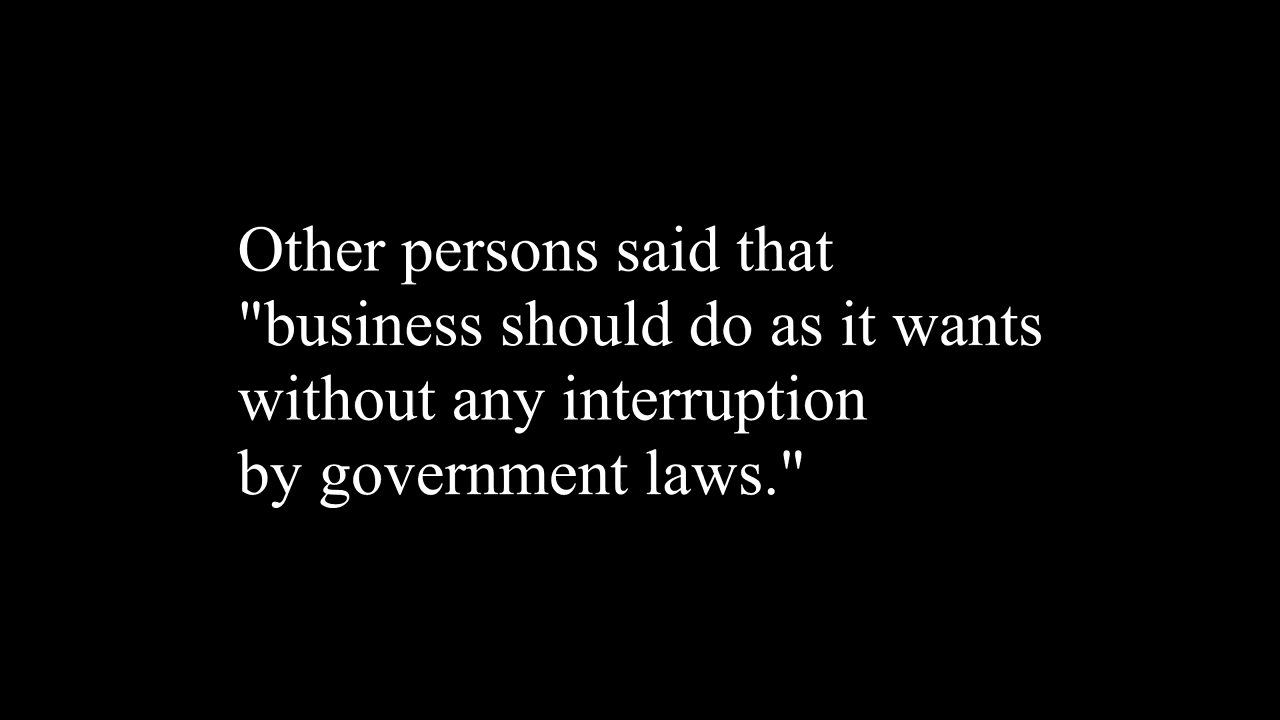 Other persons said that
"business should do as it wants
without any interruption
by government laws."